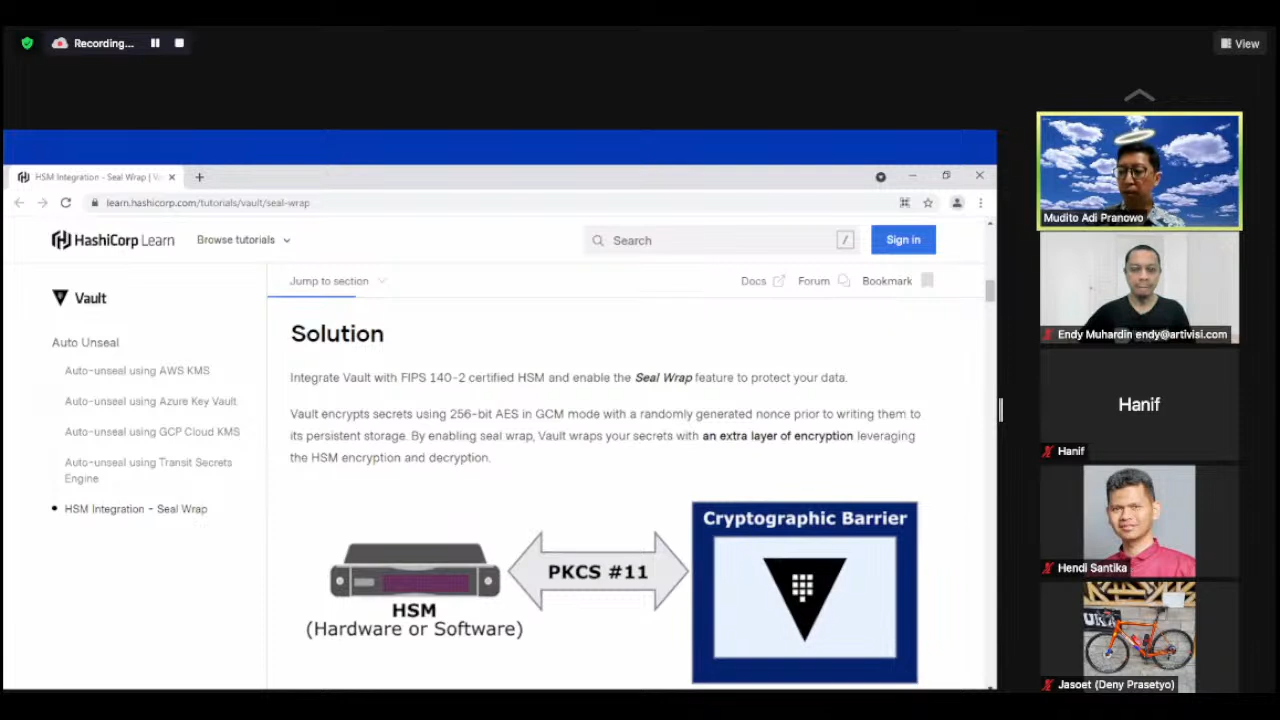 Recording...
View
HSM Integration - Seal Wrap | Va
learn.hashicorp.com/tutorials/vault/seal-wrap
HashiCorp Learn
Browse tutorials
Search
/
Sign in
Vault
Jump to section
Docs
Forum
Bookmark
Auto Unseal
Auto-unseal using AWS KMS
Auto-unseal using Azure Key Vault
Auto-unseal using GCP Cloud KMS
Auto-unseal using Transit Secrets
Engine
HSM Integration - Seal Wrap
Solution
Integrate Vault with FIPS 140-2 certified HSM and enable the Seal Wrap feature to protect your data.
Vault encrypts secrets using 256-bit AES in GCM mode with a randomly generated nonce prior to writing them to
its persistent storage. By enabling seal wrap, Vault wraps your secrets with an extra layer of encryption leveraging
the HSM encryption and decryption.
HSM
(Hardware or Software)
PKCS #11
Cryptographic Barrier
Mudito Adi Pranowo
Endy Muhardin endy@artivisi.com
Hanif
Hanif
Hendi Santika
Jasoet (Deny Prasetyo)